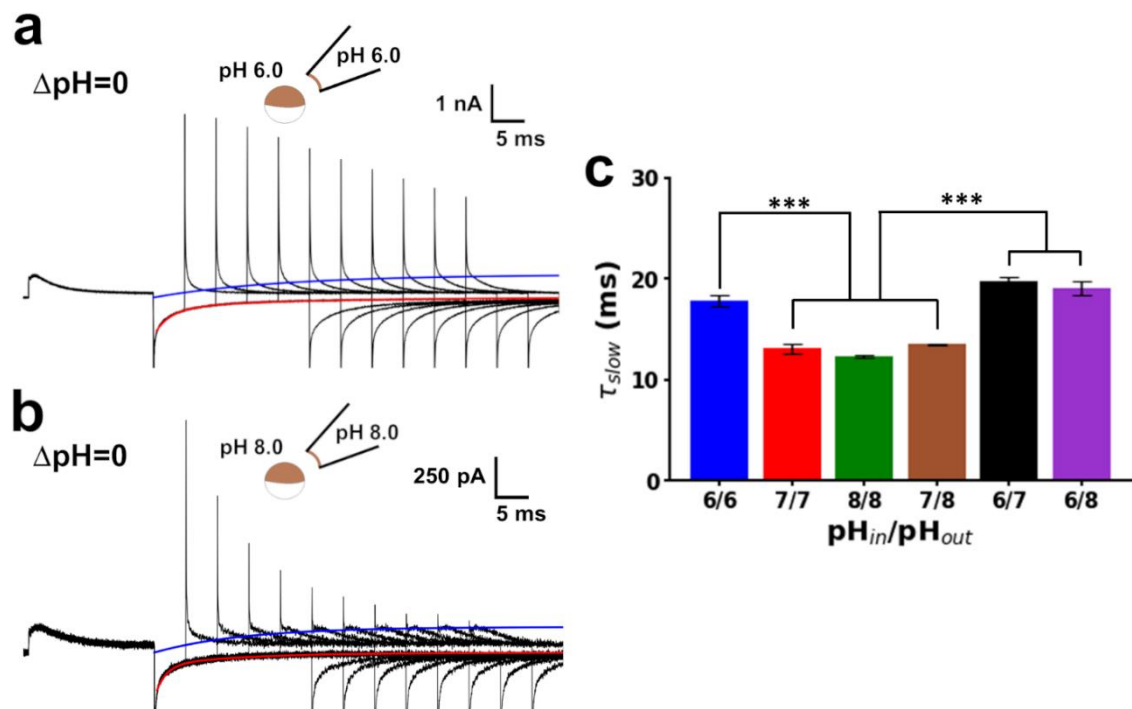 a
ΔpH=0
pH 6.0
pH 6.0
1 nA
5 ms
b
ΔpH=0
pH 8.0
pH 8.0
250 pA
5 ms
c
30
20
10
0
τslow (ms)
***
***
6/6 7/7 8/8 7/8 6/7 6/8
pHin/pHout